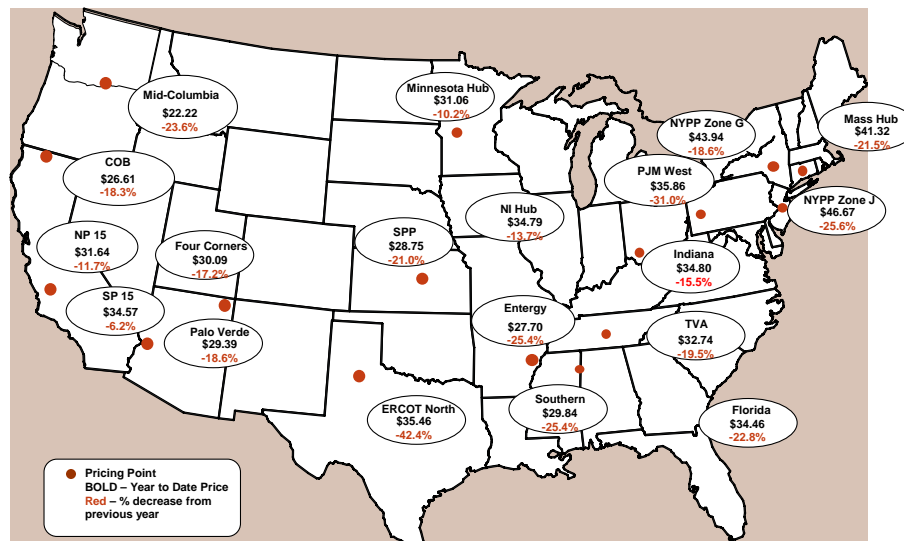 Mid-Columbia
$22.22
-23.6%
Minnesota Hub
$31.06
-10.2%
NYPP Zone G
$43.94
-18.6%
Mass Hub
$41.32
-21.5%
COB
$26.61
-18.3%
PJM West
$35.86
-31.0%
NI Hub
$34.79
-13.7%
NYPP Zone J
$46.67
-25.6%
NP 15
$31.64
-11.7%
Four Corners
$30.09
-17.2%
SPP
$28.75
-21.0%
Indiana
$34.80
-15.5%
SP 15
$34.57
-6.2%
Palo Verde
$29.39
-18.6%
Entergy
$27.70
-25.4%
TVA
$32.74
-19.5%
ERCOT North
$35.46
-42.4%
Southern
$29.84
-25.4%
Florida
$34.46
-22.8%
Pricing Point
BOLD – Year to Date Price
Red – % decrease from
previous year